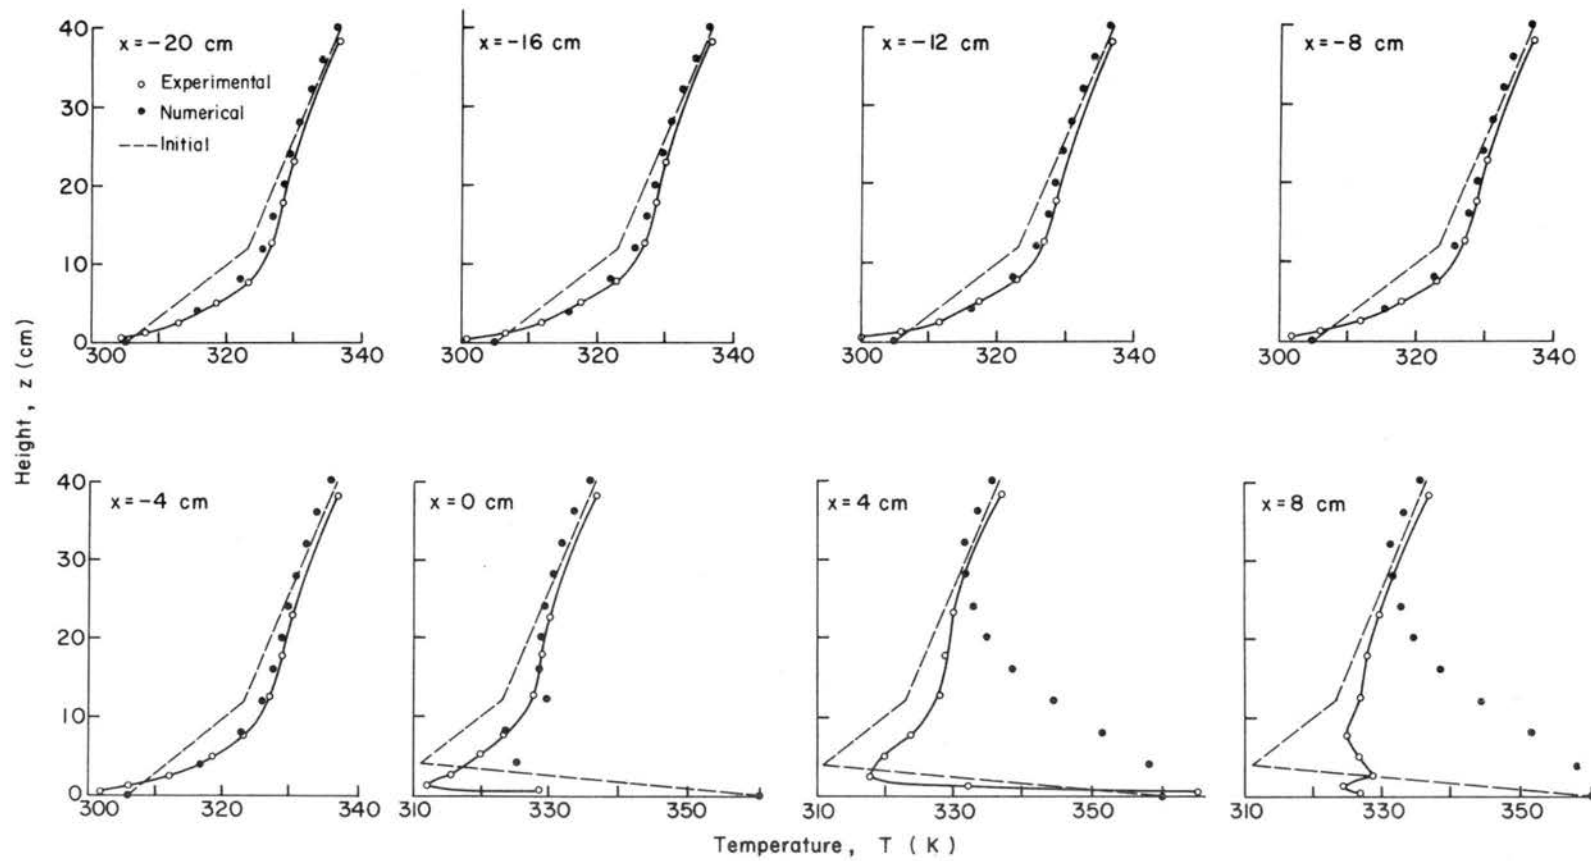 40
30
20
10
0
x = −20 cm
Experimental
Numerical
Initial
300 320 340
x = −16 cm
300 320 340
x = −12 cm
300 320 340
x = −8 cm
300 320 340
Height, z (cm)
40
30
20
10
0
x = −4 cm
300 320 340
x = 0 cm
310 330 350
x = 4 cm
310 330 350
x = 8 cm
310 330 350
Temperature, T (K)